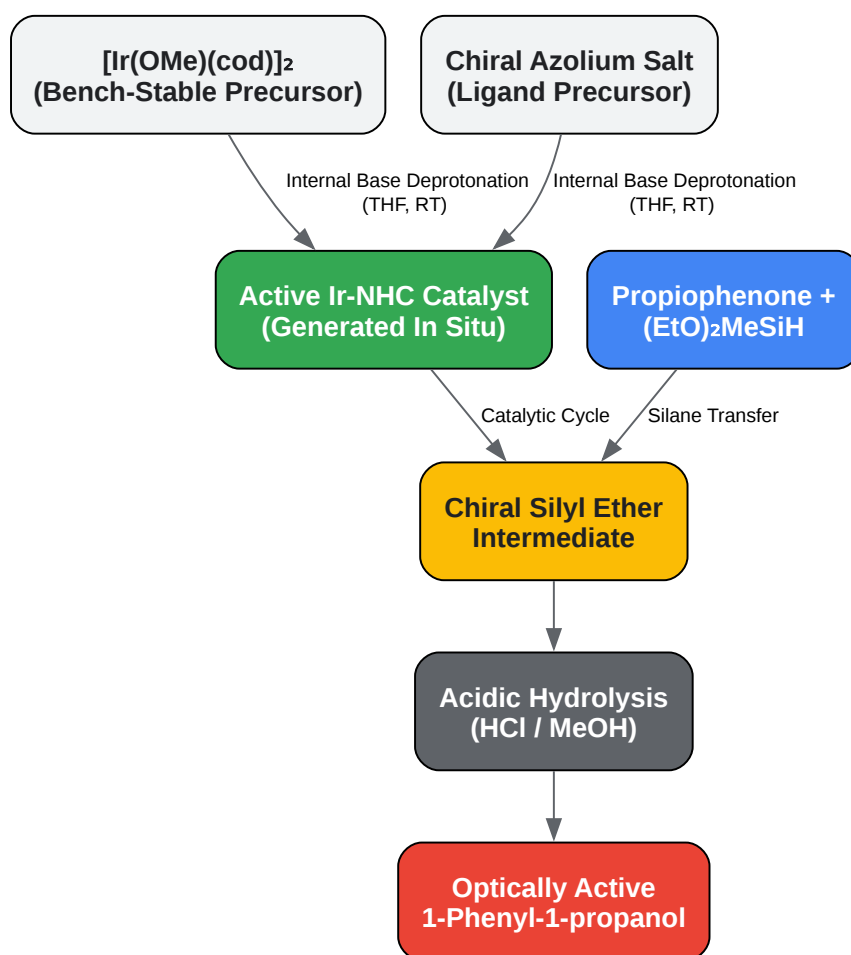 [Ir(OMe)(cod)]₂
(Bench-Stable Precursor)
Chiral Azolium Salt
(Ligand Precursor)
Internal Base Deprotonation
(THF, RT)
Internal Base Deprotonation
(THF, RT)
Active Ir-NHC Catalyst
(Generated In Situ)
Propiophenone +
(EtO)₂MeSiH
Catalytic Cycle
Silane Transfer
Chiral Silyl Ether
Intermediate
Acidic Hydrolysis
(HCl / MeOH)
Optically Active
1-Phenyl-1-propanol